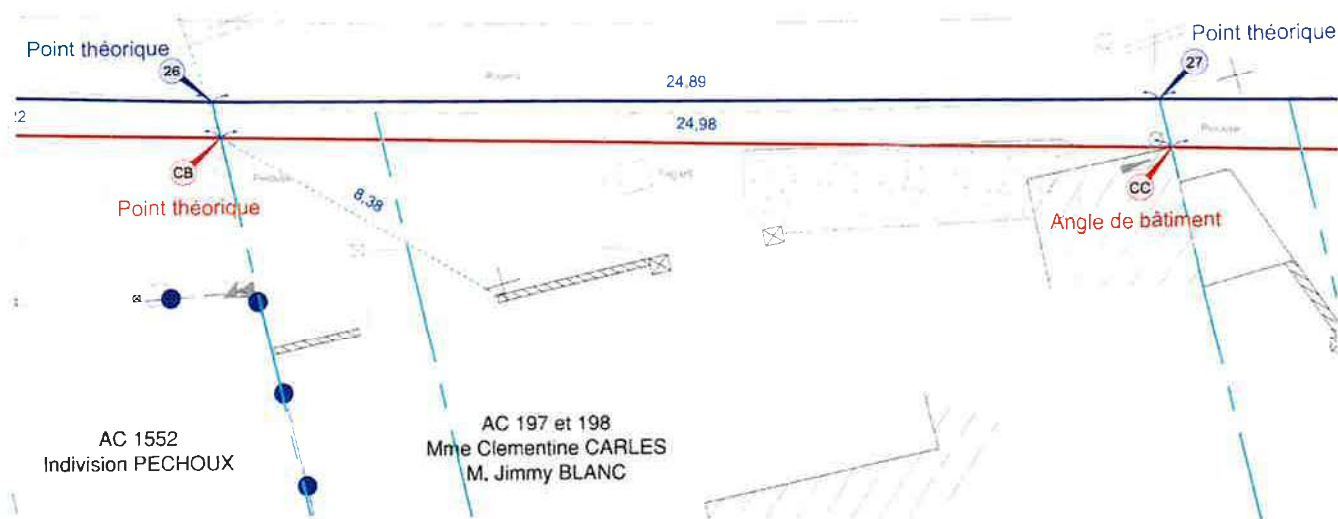 Point théorique
26
24,89
Point théorique
27
24,98
CB
Point théorique
8,38
CC
Angle de bâtiment
AC 1552
Indivision PECHOUX
AC 197 et 198
Mme Clementine CARLES
M. Jimmy BLANC